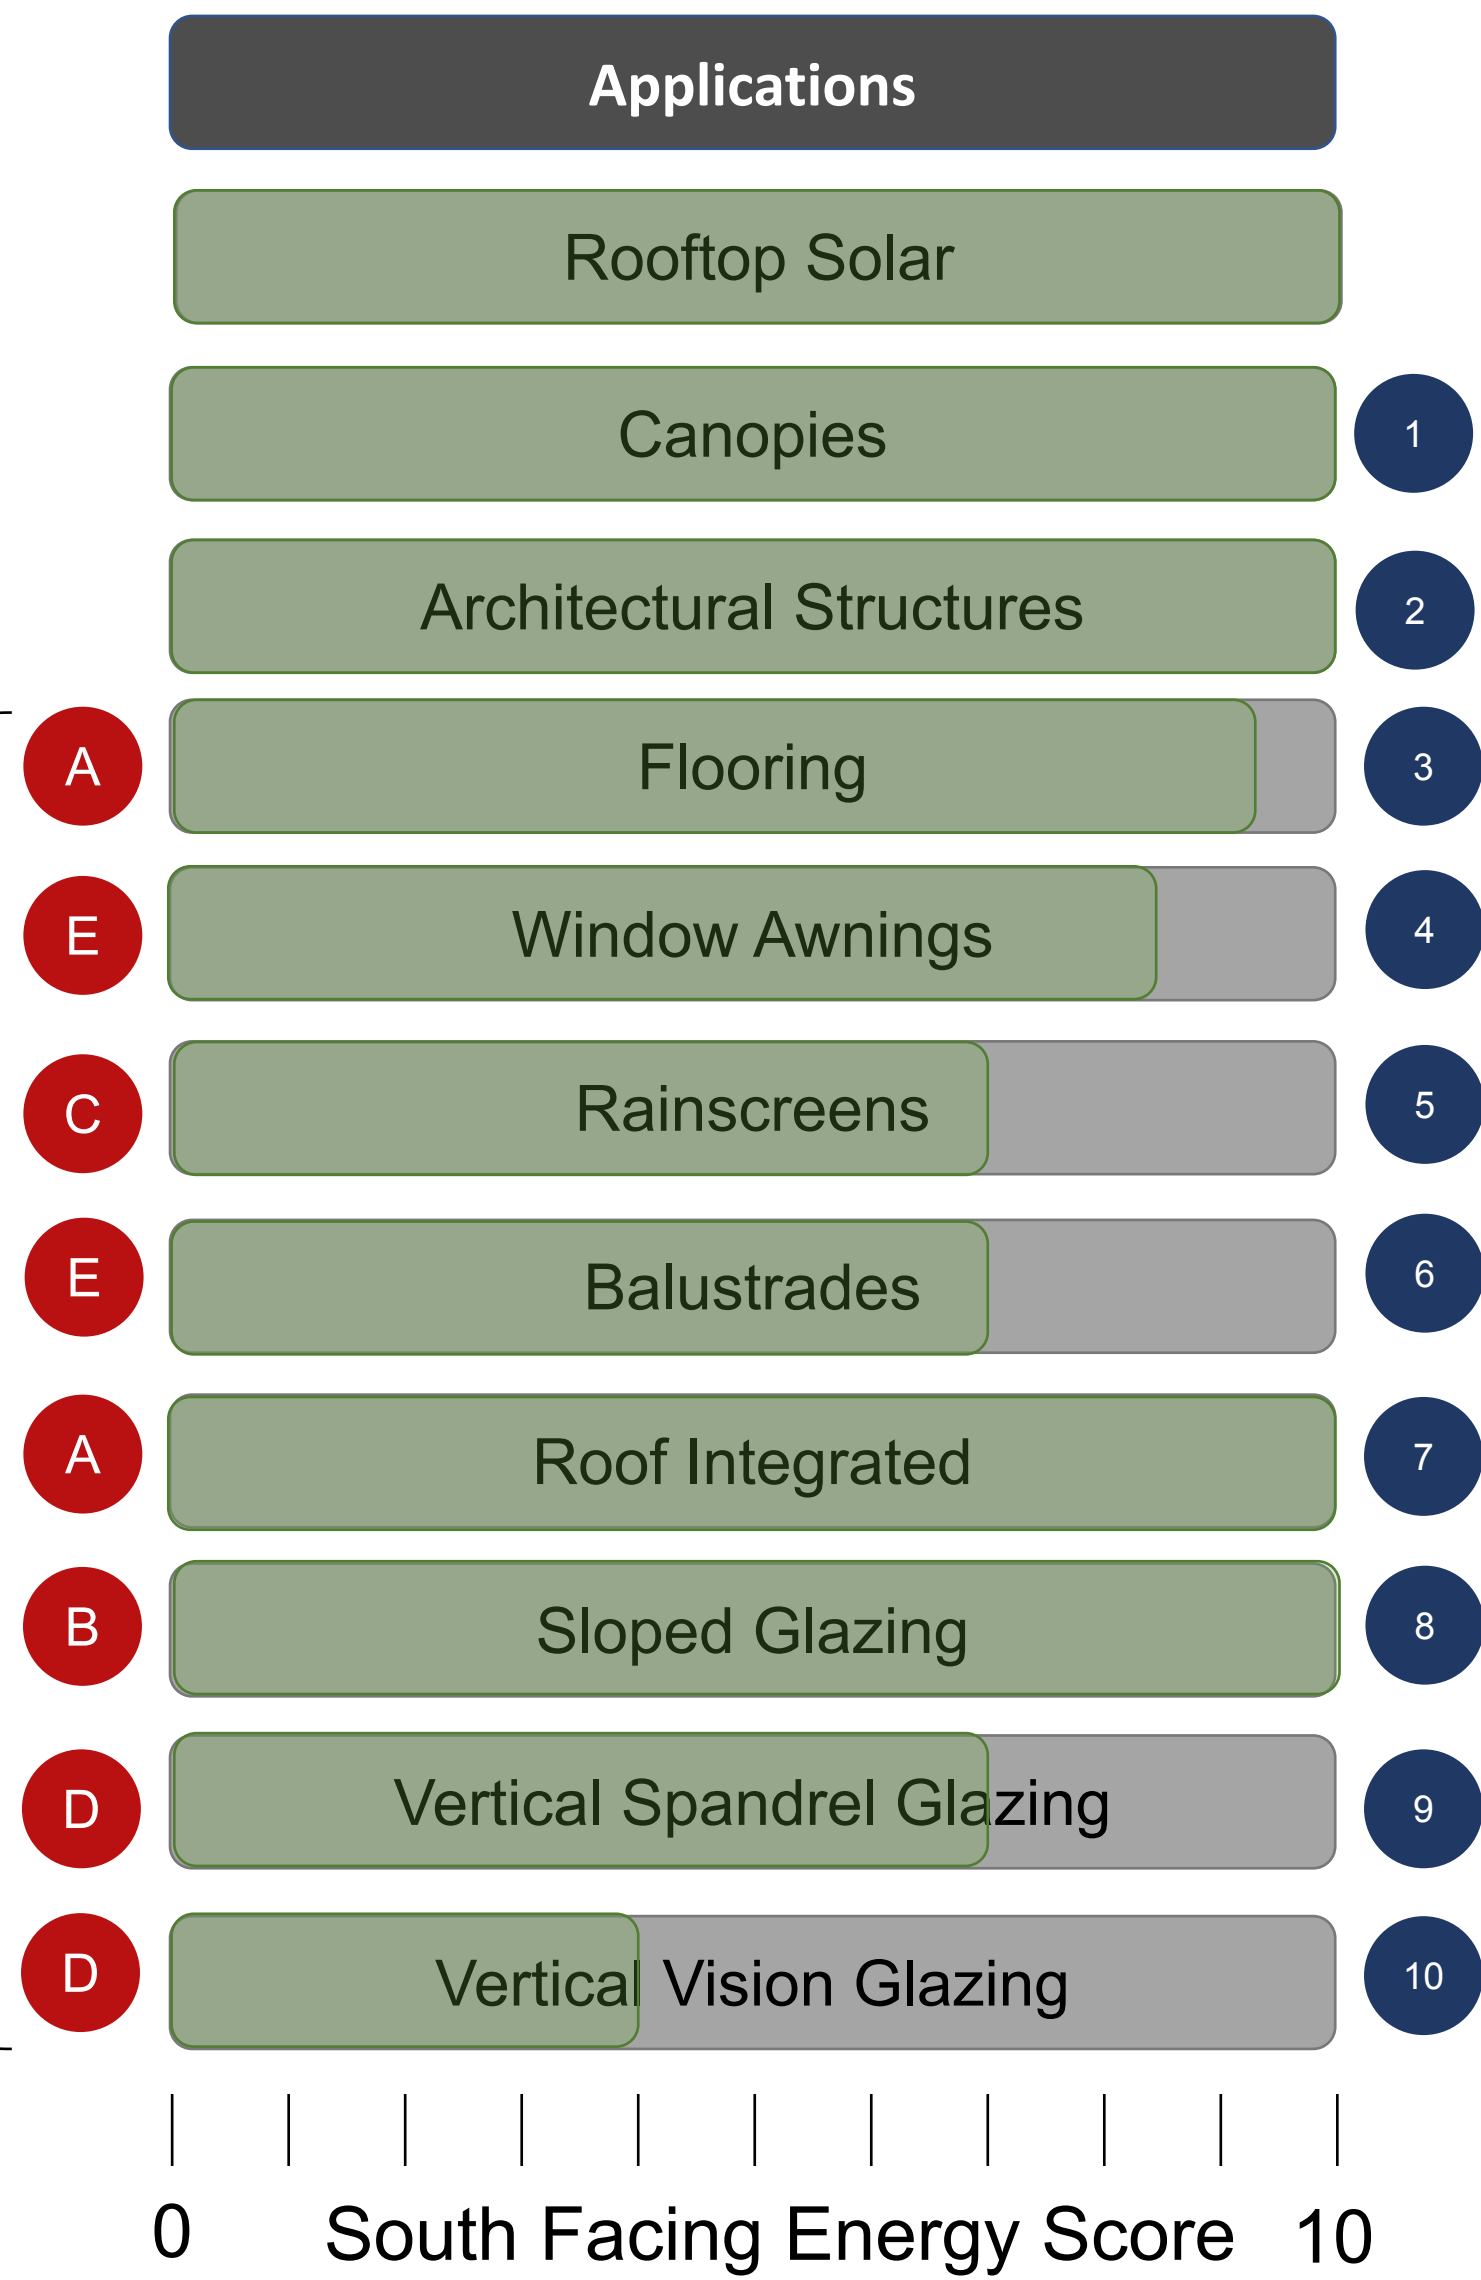 Applications
Rooftop Solar
Canopies 1
Architectural Structures 2
A Flooring 3
E Window Awnings 4
C Rainscreens 5
E Balustrades 6
A Roof Integrated 7
B Sloped Glazing 8
D Vertical Spandrel Glazing 9
D Vertical Vision Glazing 10
0 South Facing Energy Score 10